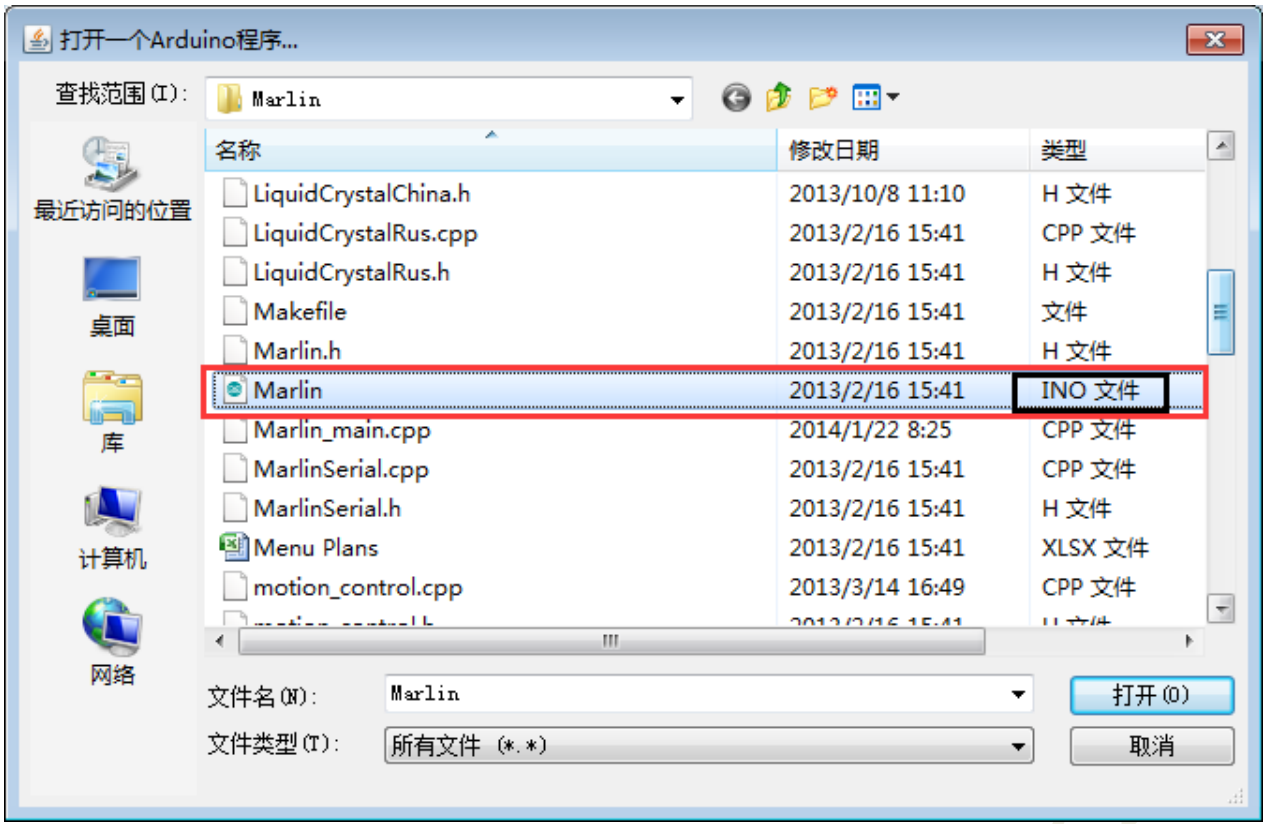 打开一个Arduino程序...
查找范围(I): Marlin
名称 修改日期 类型
LiquidCrystalChina.h 2013/10/8 11:10 H 文件
LiquidCrystalRus.cpp 2013/2/16 15:41 CPP 文件
LiquidCrystalRus.h 2013/2/16 15:41 H 文件
Makefile 2013/2/16 15:41 文件
Marlin.h 2013/2/16 15:41 H 文件
Marlin 2013/2/16 15:41 INO 文件
Marlin_main.cpp 2014/1/22 8:25 CPP 文件
MarlinSerial.cpp 2013/2/16 15:41 CPP 文件
MarlinSerial.h 2013/2/16 15:41 H 文件
Menu Plans 2013/2/16 15:41 XLSX 文件
motion_control.cpp 2013/3/14 16:49 CPP 文件
motion_control.h 2013/2/16 15:41 H 文件
最近访问的位置
桌面
库
计算机
网络
文件名(N): Marlin 打开(O)
文件类型(T): 所有文件 (*.*) 取消